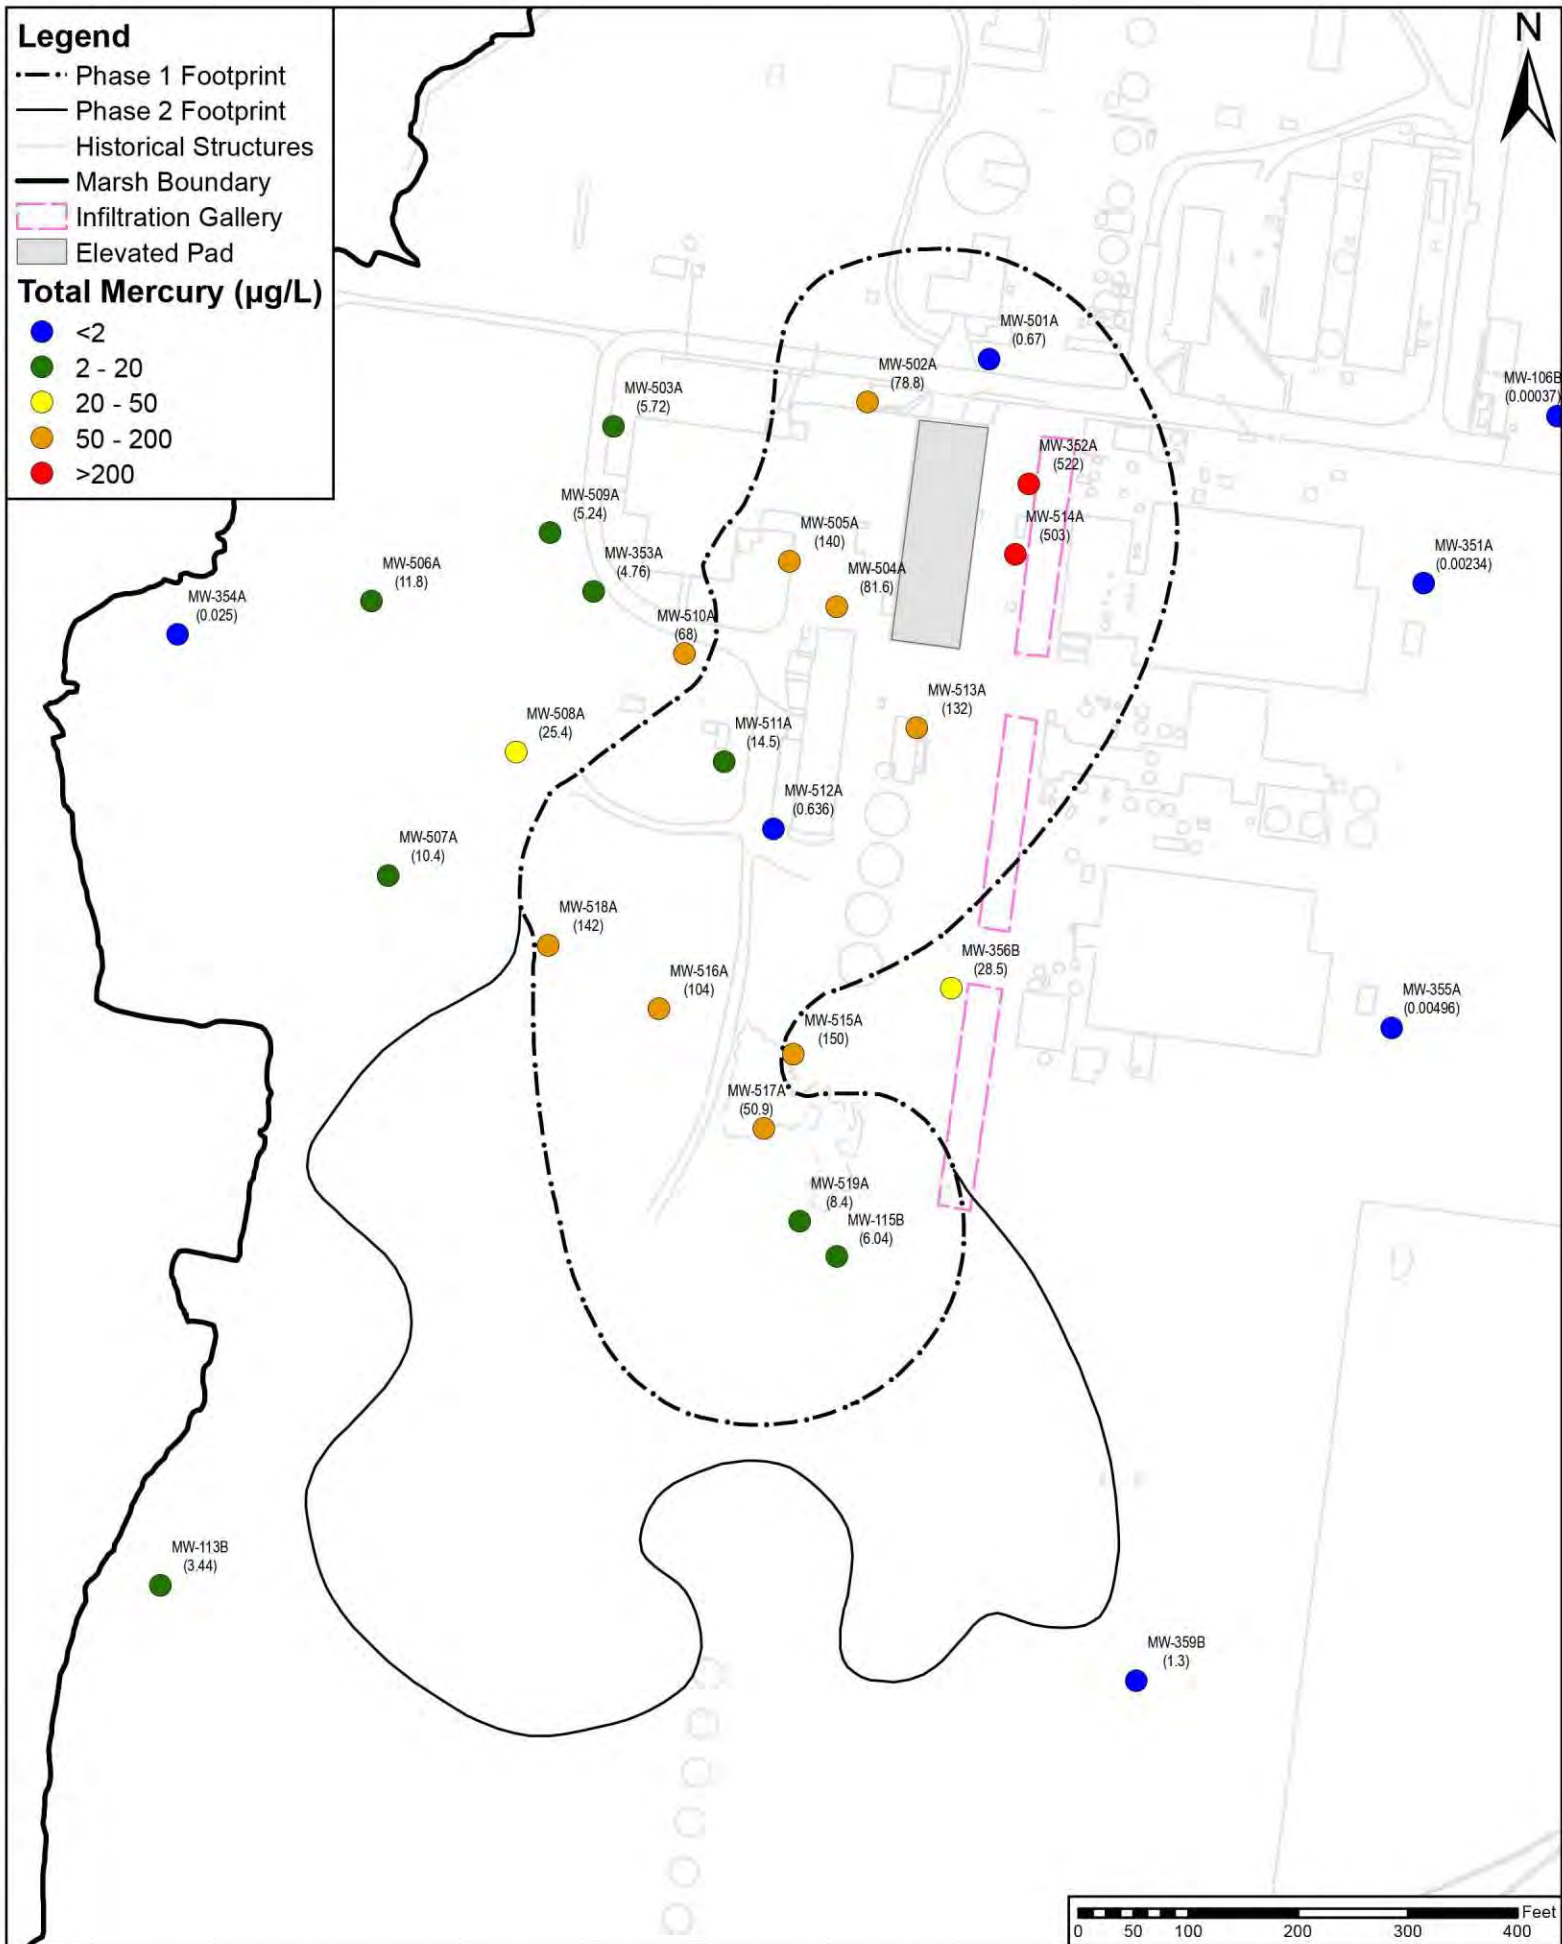 Legend
Phase 1 Footprint
Phase 2 Footprint
Historical Structures
Marsh Boundary
Infiltration Gallery
Elevated Pad
Total Mercury (µg/L)
<2
2 - 20
20 - 50
50 - 200
>200
N
MW-501A
(0.67)
MW-502A
(78.8)
MW-106B
(0.00037)
MW-503A
(5.72)
MW-352A
(522)
MW-509A
(5.24)
MW-514A
(503)
MW-505A
(140)
MW-351A
(0.00234)
MW-353A
(4.76)
MW-506A
(11.8)
MW-504A
(81.6)
MW-354A
(0.025)
MW-510A
(68)
MW-513A
(132)
MW-508A
(25.4)
MW-511A
(14.5)
MW-512A
(0.636)
MW-507A
(10.4)
MW-518A
(142)
MW-356B
(28.5)
MW-516A
(104)
MW-355A
(0.00496)
MW-515A
(150)
MW-517A
(50.9)
MW-519A
(8.4)
MW-115B
(6.04)
MW-113B
(3.44)
MW-359B
(1.3)
Feet
0 50 100 200 300 400